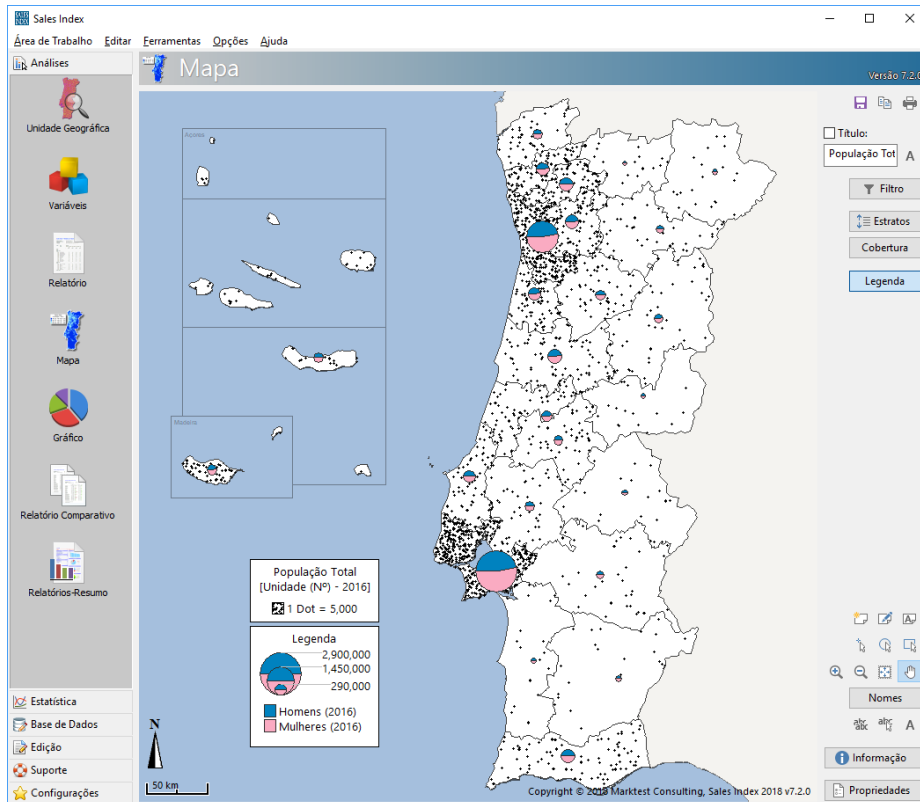 Sales Index
Área de Trabalho Editar Ferramentas Opções Ajuda
Análises
Mapa
Versão 7.2.0
Unidade Geográfica
Variáveis
Relatório
Mapa
Gráfico
Relatório Comparativo
Relatórios-Resumo
Estatística
Base de Dados
Edição
Suporte
Configurações
Açores
Madeira
População Total
[Unidade (Nº) - 2016]
1 Dot = 5,000
Legenda
2,900,000
1,450,000
290,000
Homens (2016)
Mulheres (2016)
N
50 km
Copyright © 2018 Marktest Consulting, Sales Index 2018 v7.2.0
Título:
População Tot
A
Filtro
Estratos
Cobertura
Legenda
A
Nomes
abc
abc
abc
A
Informação
Propriedades